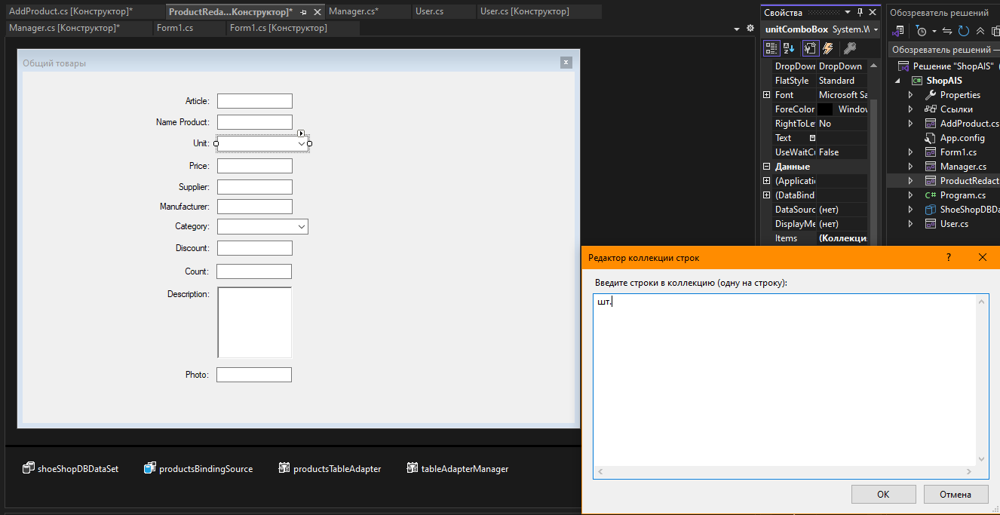 AddProduct.cs [Конструктор]*
ProductReda...Конструктор]*
Manager.cs*
User.cs
User.cs [Конструктор]
Manager.cs [Конструктор]*
Form1.cs
Form1.cs [Конструктор]
Общий товары
Article:
Name Product:
Unit:
Price:
Supplier:
Manufacturer:
Category:
Discount:
Count:
Description:
Photo:
shoeShopDBDataSet
productsBindingSource
productsTableAdapter
tableAdapterManager
Свойства
unitComboBox System.W
DropDown DropDown
FlatStyle Standard
Font Microsoft Sa
ForeColor Window
RightToLe No
Text
UseWaitCu False
Данные
(Applicatio
(DataBind
DataSourc (нет)
DisplayMe (нет)
Items (Коллекци
Обозреватель решений
Обозреватель решений —
Решение "ShopAIS" (
ShopAIS
Properties
Ссылки
AddProduct.cs
App.config
Form1.cs
Manager.cs
ProductRedact
Program.cs
ShoeShopDBDa
User.cs
Редактор коллекции строк
Введите строки в коллекцию (одну на строку):
шт.
OK
Отмена